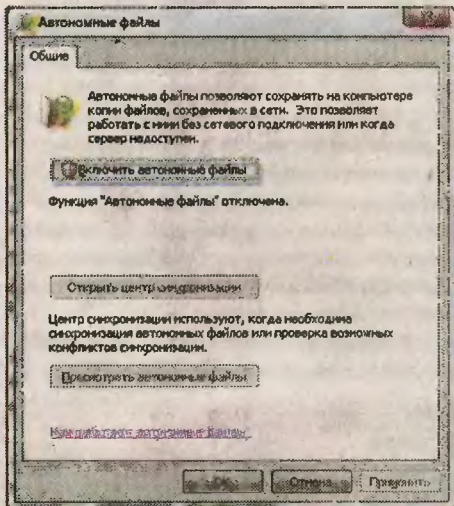 Автономные файлы
Общие
Автономные файлы позволяют сохранять на компьютере
копии файлов, сохраненных в сети. Это позволяет
работать с ними без сетевого подключения или когда
сервер недоступен.
Включить автономные файлы
Функция "Автономные файлы" отключена.
Открыть центр синхронизации
Центр синхронизации используют, когда необходима
синхронизация автономных файлов или проверка возможных
конфликтов синхронизации.
Просмотреть автономные файлы
Как работают автономные файлы
ОК
Отмена
Применить